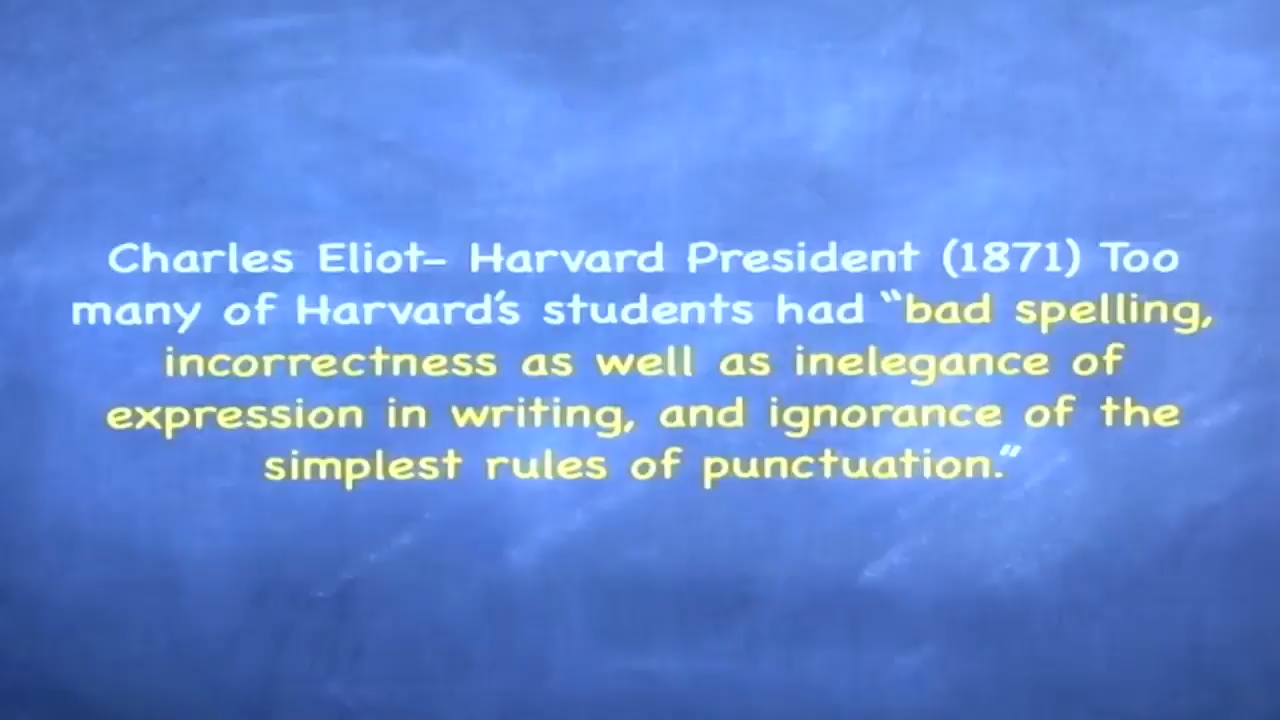 Charles Eliot– Harvard President (1871) Too
many of Harvard's students had “bad spelling,
incorrectness as well as inelegance of
expression in writing, and ignorance of the
simplest rules of punctuation.”